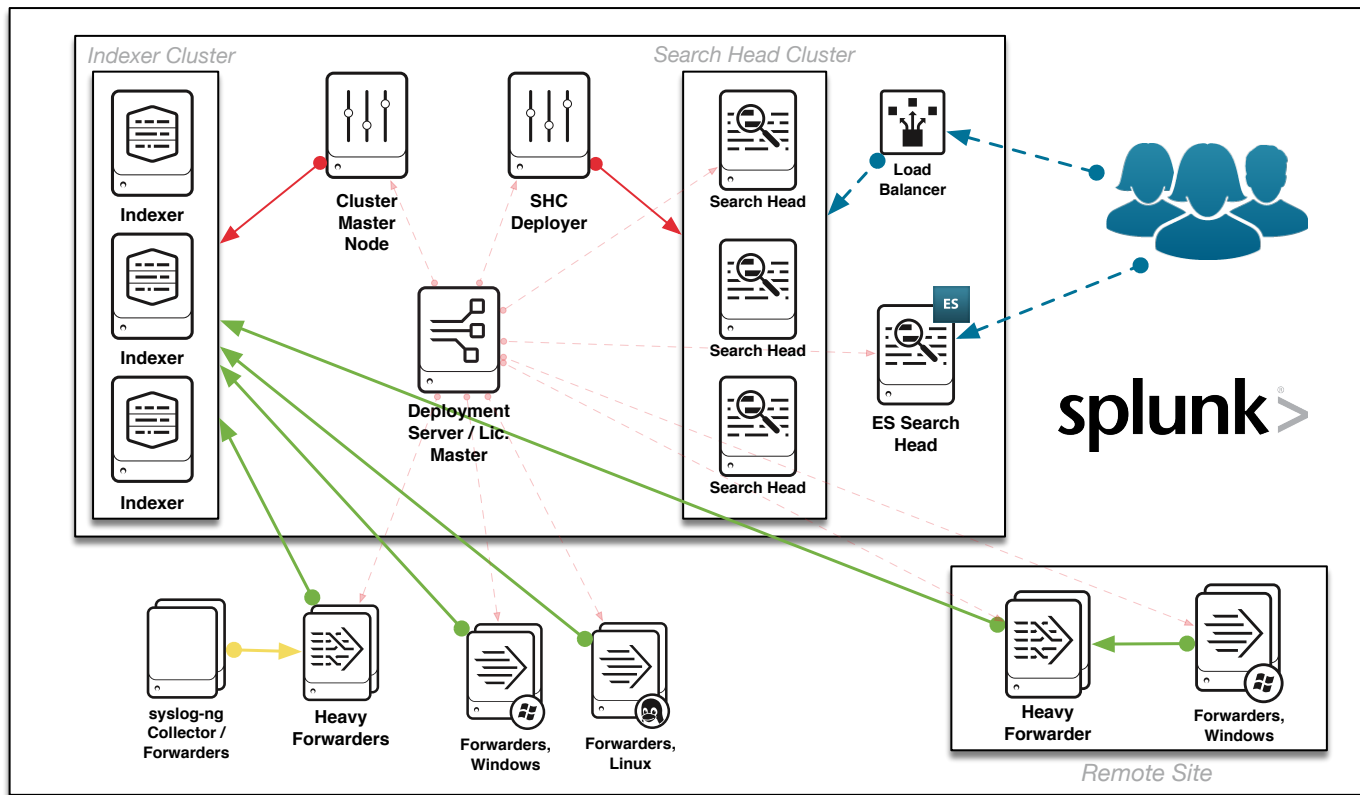 Indexer Cluster
Search Head Cluster
Indexer
Indexer
Indexer
Cluster
Master
Node
SHC
Deployer
Deployment
Server / Lic.
Master
Search Head
Search Head
Search Head
Load
Balancer
ES
ES Search
Head
splunk>
®
syslog-ng
Collector /
Forwarders
Heavy
Forwarders
Forwarders,
Windows
Forwarders,
Linux
Heavy
Forwarder
Forwarders,
Windows
Remote Site